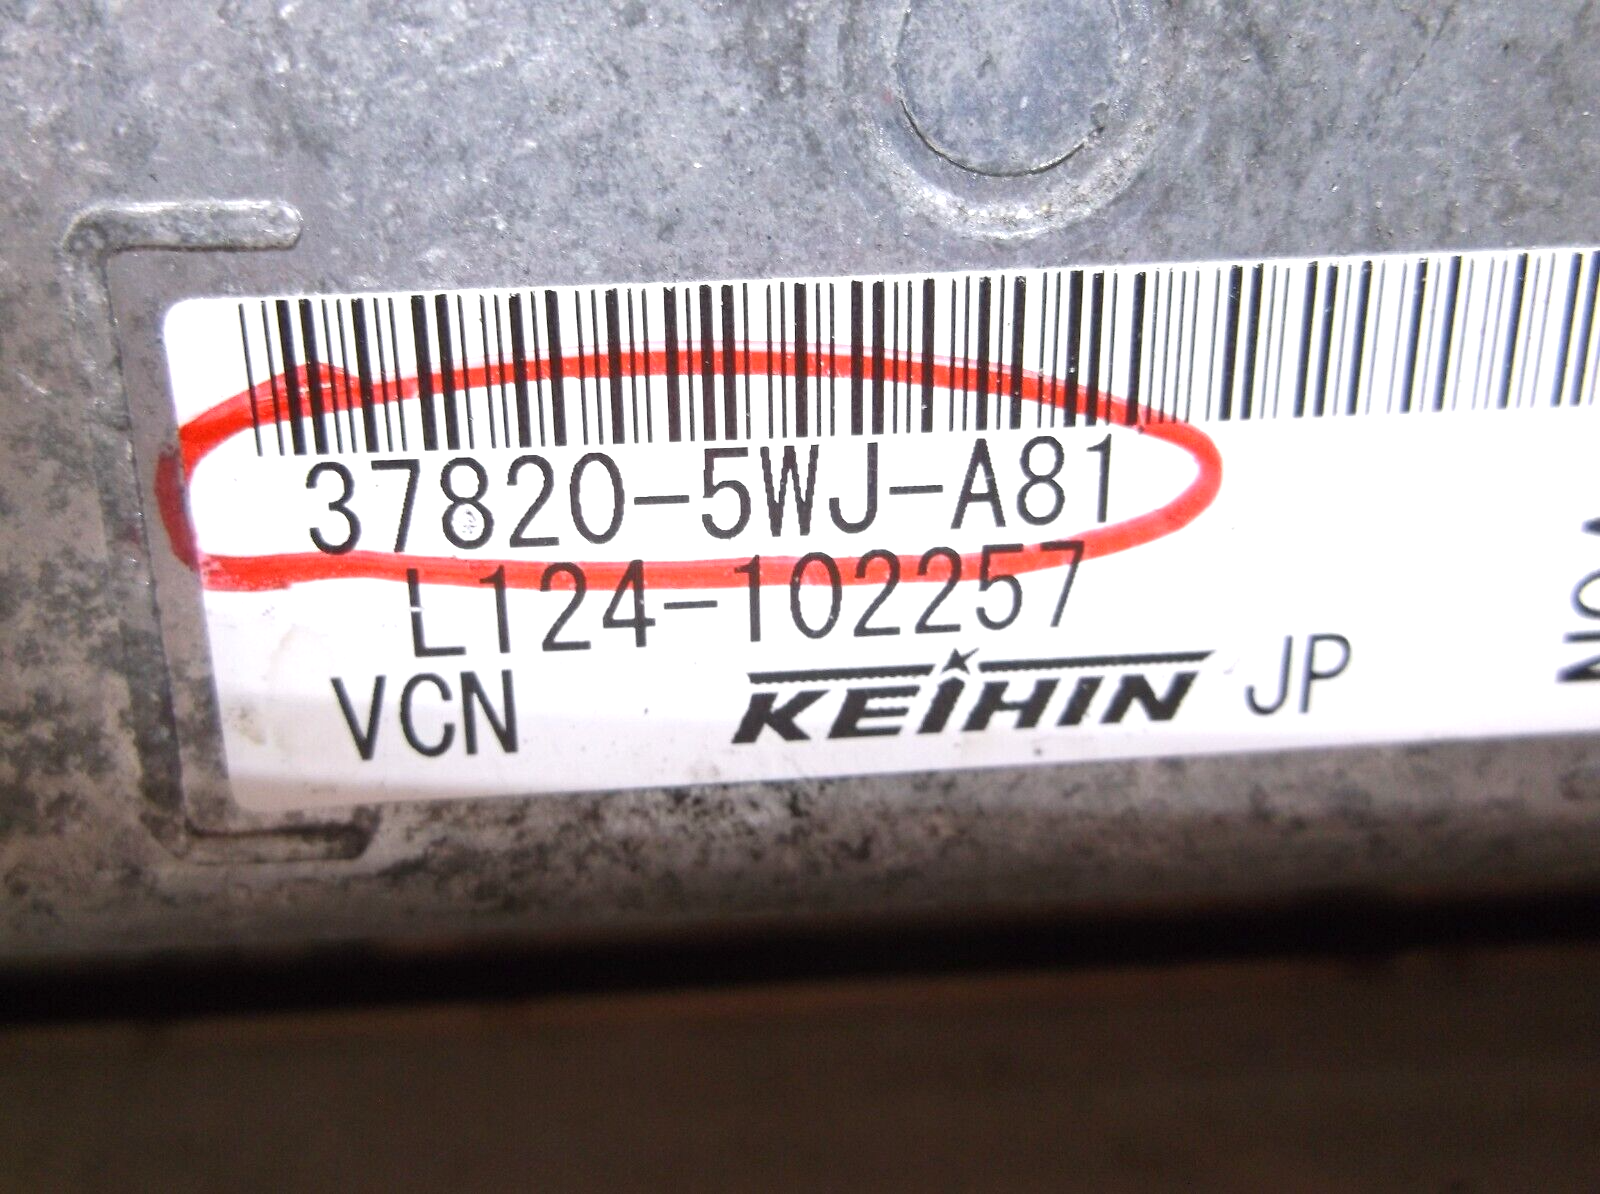 37820-5WJ-A81
L124-102257
VCN KEIHIN JP